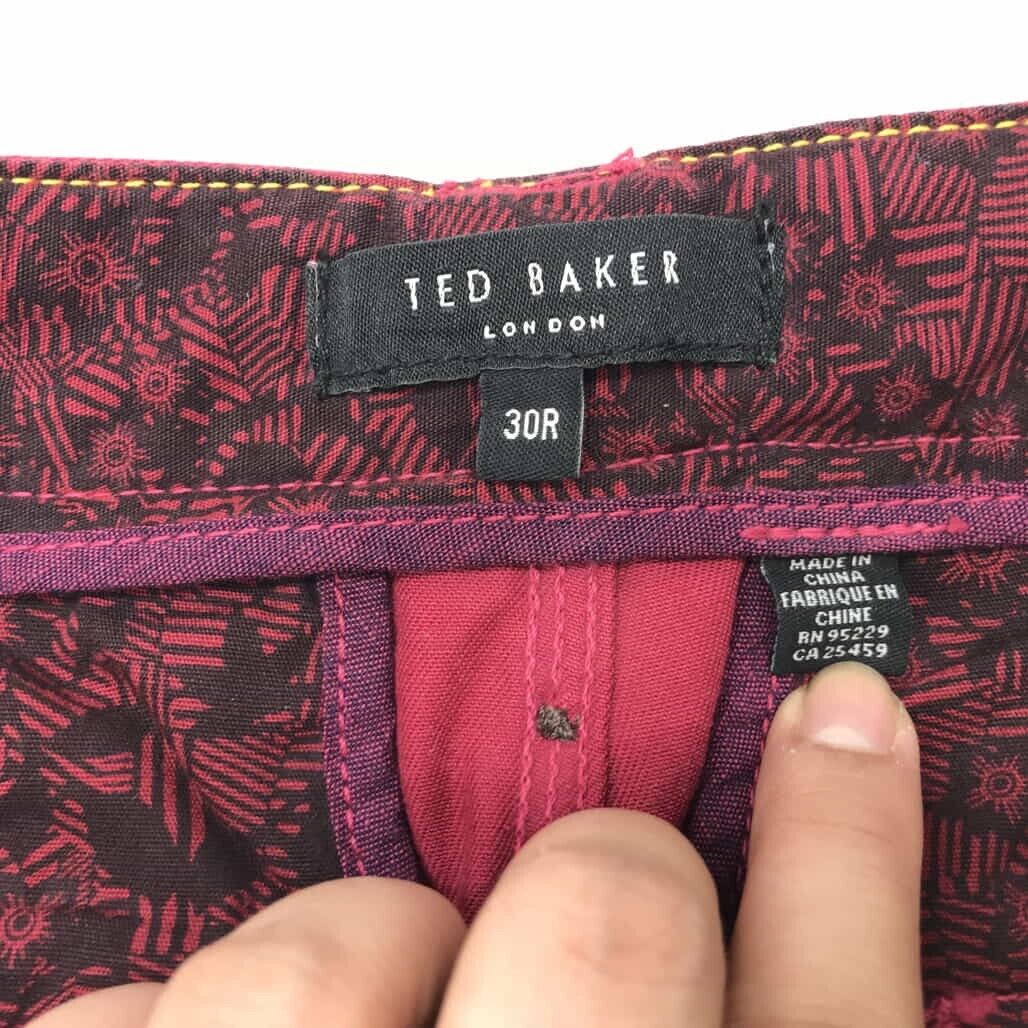 TED BAKER
LONDON
30R
MADE IN
CHINA
FABRIQUE EN
CHINE
RN 95229
CA 25459